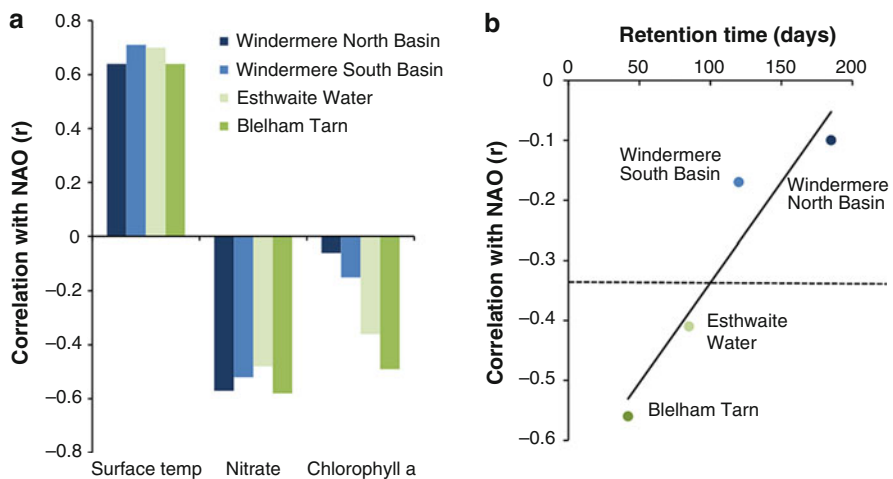 a
Correlation with NAO (r)
0.8
0.6
0.4
0.2
0
–0.2
–0.4
–0.6
–0.8
Windermere North Basin
Windermere South Basin
Esthwaite Water
Blelham Tarn
Surface temp
Nitrate
Chlorophyll a
b
Retention time (days)
0
50
100
150
200
Correlation with NAO (r)
0
–0.1
–0.2
–0.3
–0.4
–0.5
–0.6
Windermere
South Basin
Windermere
North Basin
Esthwaite
Water
Blelham Tarn